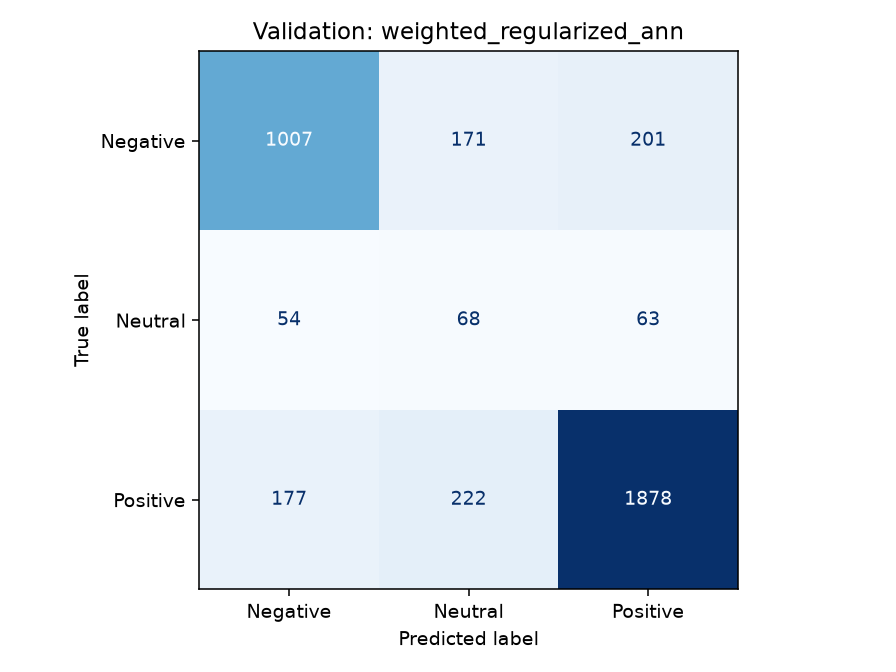 Validation: weighted_regularized_ann
Negative 1007 171 201
Neutral 54 68 63
Positive 177 222 1878
True label
Negative Neutral Positive
Predicted label